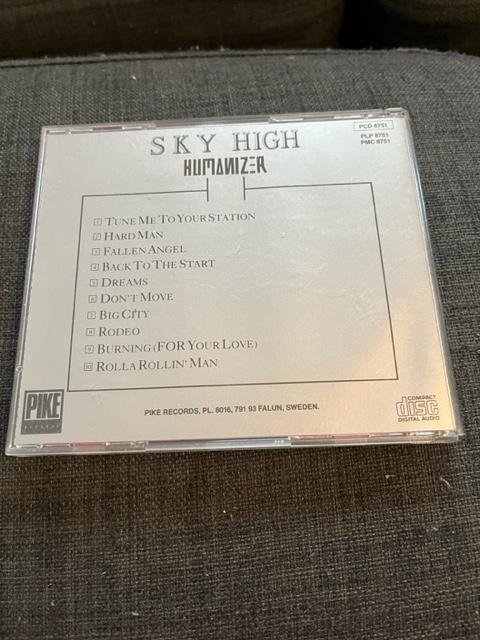 SKY HIGH
HUMANIZER
PCD 8751
PLP 8751
PMC 8751
1 TUNE ME TO YOUR STATION
2 HARD MAN
3 FALLEN ANGEL
4 BACK TO THE START
5 DREAMS
6 DON'T MOVE
7 BIG CITY
8 RODEO
9 BURNING (FOR YOUR LOVE)
10 ROLLA ROLLIN' MAN
PIKE
RECORDS
PIKE RECORDS, PL. 8016, 791 93 FALUN, SWEDEN.
COMPACT
disc
DIGITAL AUDIO